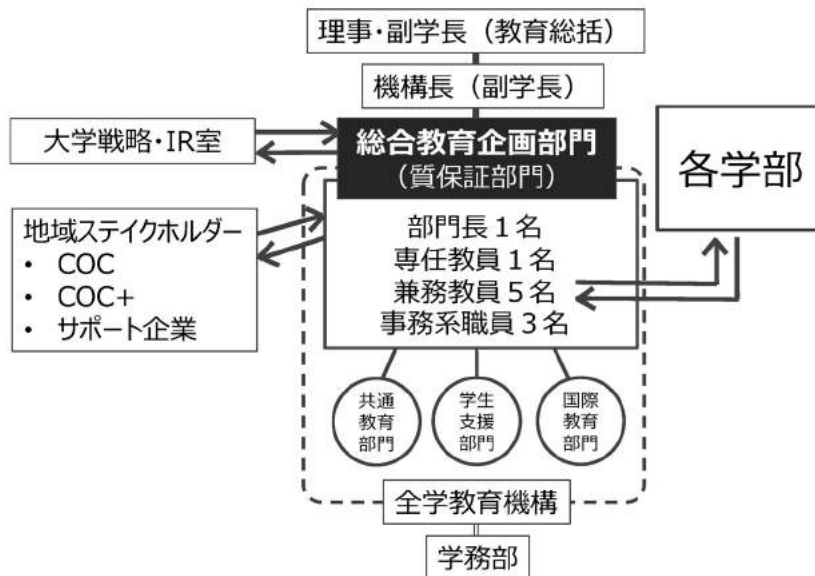 理事・副学長（教育総括）
機構長（副学長）
大学戦略・IR室
総合教育企画部門
（質保証部門）
各学部
地域ステイクホルダー
• COC
• COC+
• サポート企業
部門長１名
専任教員１名
兼務教員５名
事務系職員３名
共通
教育
部門
学生
支援
部門
国際
教育
部門
全学教育機構
学務部